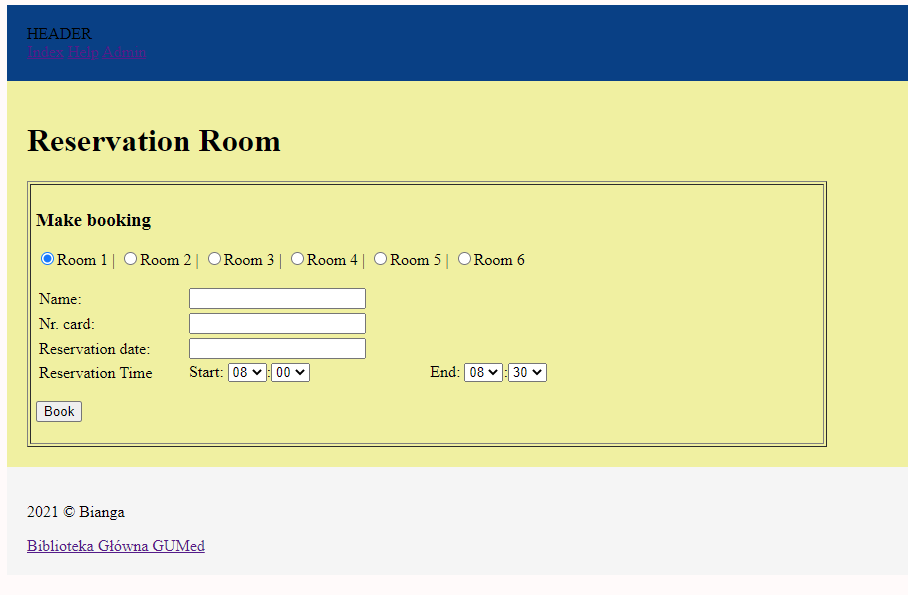 HEADER
Index Help Admin
Reservation Room
Make booking
Room 1 | Room 2 | Room 3 | Room 4 | Room 5 | Room 6
Name:
Nr. card:
Reservation date:
Reservation Time Start: 08 : 00 End: 08 : 30
Book
2021 © Bianga
Biblioteka Główna GUMed